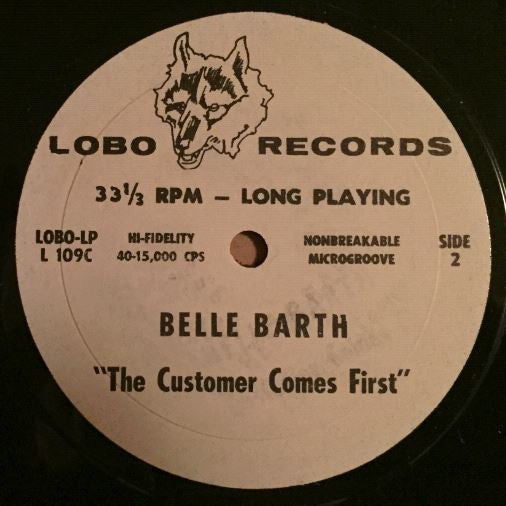 LOBO RECORDS
33⅓ RPM – LONG PLAYING
LOBO-LP HI-FIDELITY NONBREAKABLE SIDE
L 109C 40-15,000 CPS MICROGROOVE 2
BELLE BARTH
"The Customer Comes First"